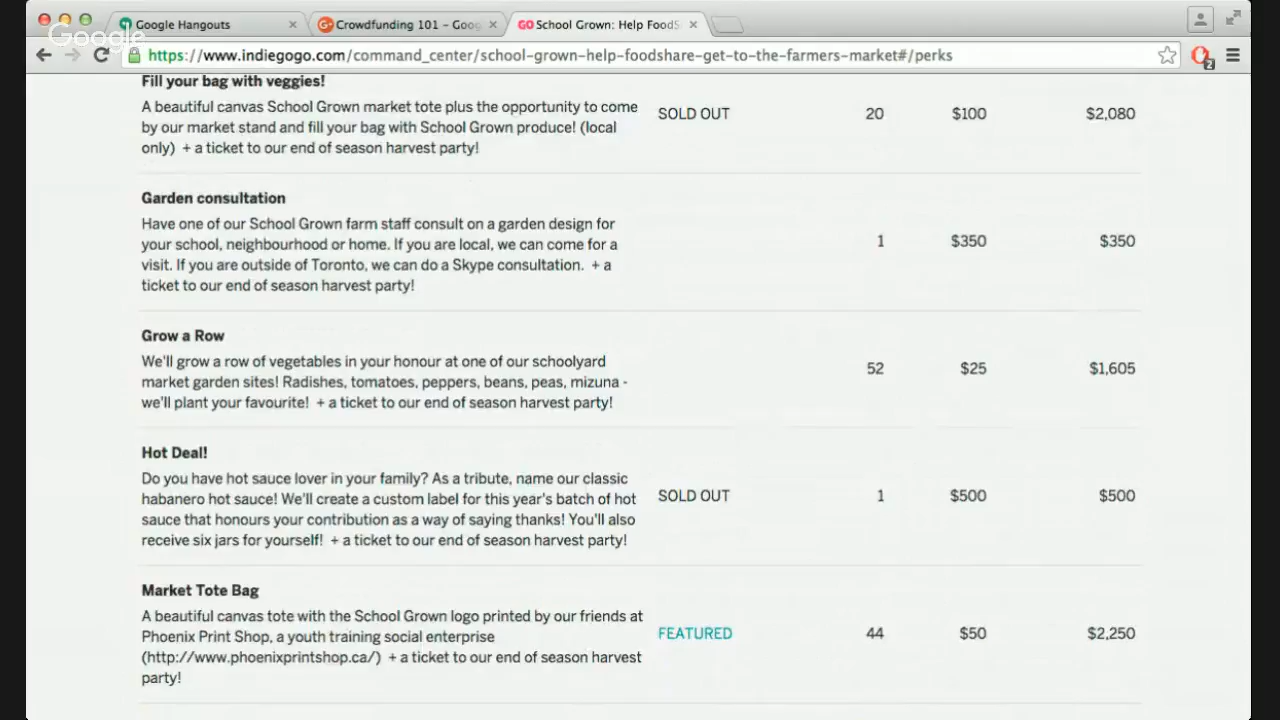 Google Hangouts
Crowdfunding 101 – Goog
GO School Grown: Help FoodS
Google
https://www.indiegogo.com/command_center/school-grown-help-foodshare-get-to-the-farmers-market#/perks
2
Fill your bag with veggies!
A beautiful canvas School Grown market tote plus the opportunity to come
by our market stand and fill your bag with School Grown produce! (local
only) + a ticket to our end of season harvest party!
SOLD OUT 20 $100 $2,080
Garden consultation
Have one of our School Grown farm staff consult on a garden design for
your school, neighbourhood or home. If you are local, we can come for a
visit. If you are outside of Toronto, we can do a Skype consultation. + a
ticket to our end of season harvest party!
1 $350 $350
Grow a Row
We'll grow a row of vegetables in your honour at one of our schoolyard
market garden sites! Radishes, tomatoes, peppers, beans, peas, mizuna -
we'll plant your favourite! + a ticket to our end of season harvest party!
52 $25 $1,605
Hot Deal!
Do you have hot sauce lover in your family? As a tribute, name our classic
habanero hot sauce! We'll create a custom label for this year's batch of hot
sauce that honours your contribution as a way of saying thanks! You'll also
receive six jars for yourself! + a ticket to our end of season harvest party!
SOLD OUT 1 $500 $500
Market Tote Bag
A beautiful canvas tote with the School Grown logo printed by our friends at
Phoenix Print Shop, a youth training social enterprise
(http://www.phoenixprintshop.ca/) + a ticket to our end of season harvest
party!
FEATURED 44 $50 $2,250